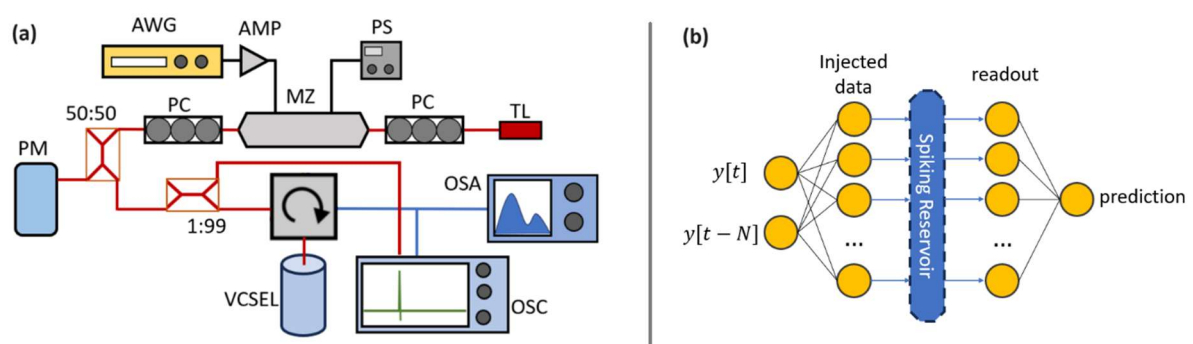 (a)
AWG
AMP
PS
50:50
PC
MZ
PC
TL
PM
OSA
1:99
VCSEL
OSC
(b)
Injected
data
readout
y[t]
y[t − N]
Spiking Reservoir
...
...
prediction